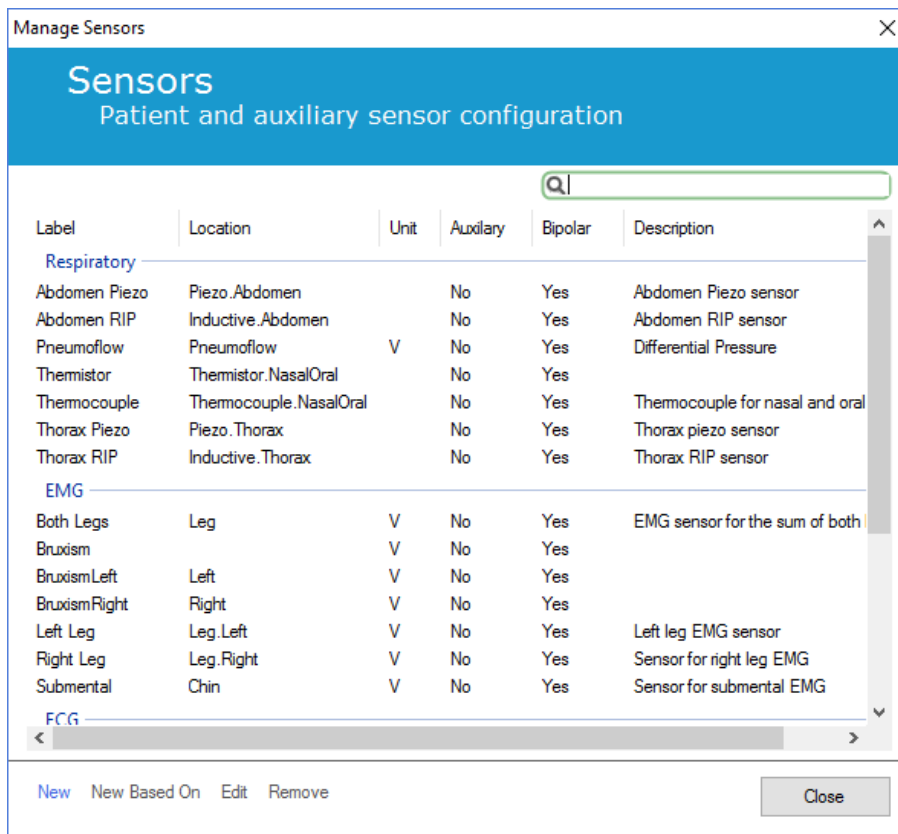 Manage Sensors
Sensors
Patient and auxiliary sensor configuration
Label Location Unit Auxilary Bipolar Description
Respiratory
Abdomen Piezo Piezo.Abdomen No Yes Abdomen Piezo sensor
Abdomen RIP Inductive.Abdomen No Yes Abdomen RIP sensor
Pneumoflow Pneumoflow V No Yes Differential Pressure
Thermistor Thermistor.NasalOral No Yes
Thermocouple Thermocouple.NasalOral No Yes Thermocouple for nasal and oral
Thorax Piezo Piezo.Thorax No Yes Thorax piezo sensor
Thorax RIP Inductive.Thorax No Yes Thorax RIP sensor
EMG
Both Legs Leg V No Yes EMG sensor for the sum of both
Bruxism V No Yes
BruxismLeft Left V No Yes
BruxismRight Right V No Yes
Left Leg Leg.Left V No Yes Left leg EMG sensor
Right Leg Leg.Right V No Yes Sensor for right leg EMG
Submental Chin V No Yes Sensor for submental EMG
ECG
New New Based On Edit Remove Close